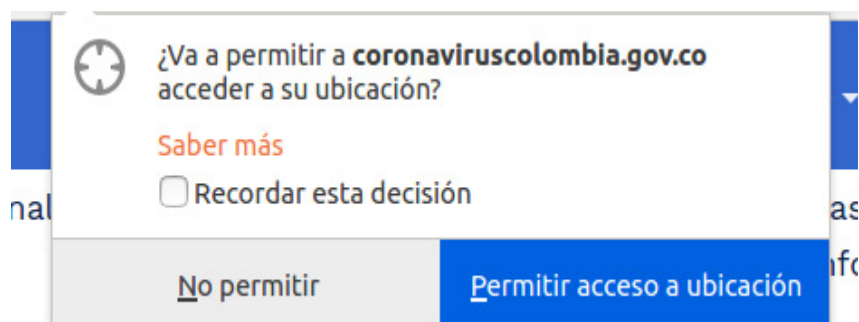 ¿Va a permitir a coronaviruscolombia.gov.co
acceder a su ubicación?
Saber más
Recordar esta decisión
No permitir
Permitir acceso a ubicación